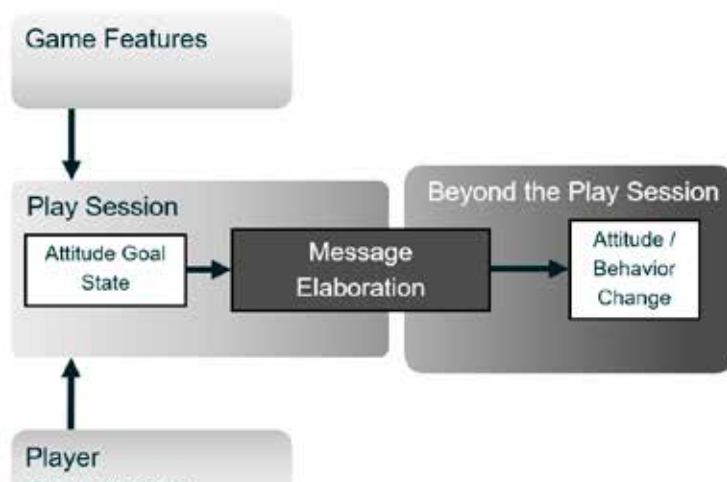 Game Features
Play Session
Attitude Goal
State
Message
Elaboration
Beyond the Play Session
Attitude /
Behavior
Change
Player